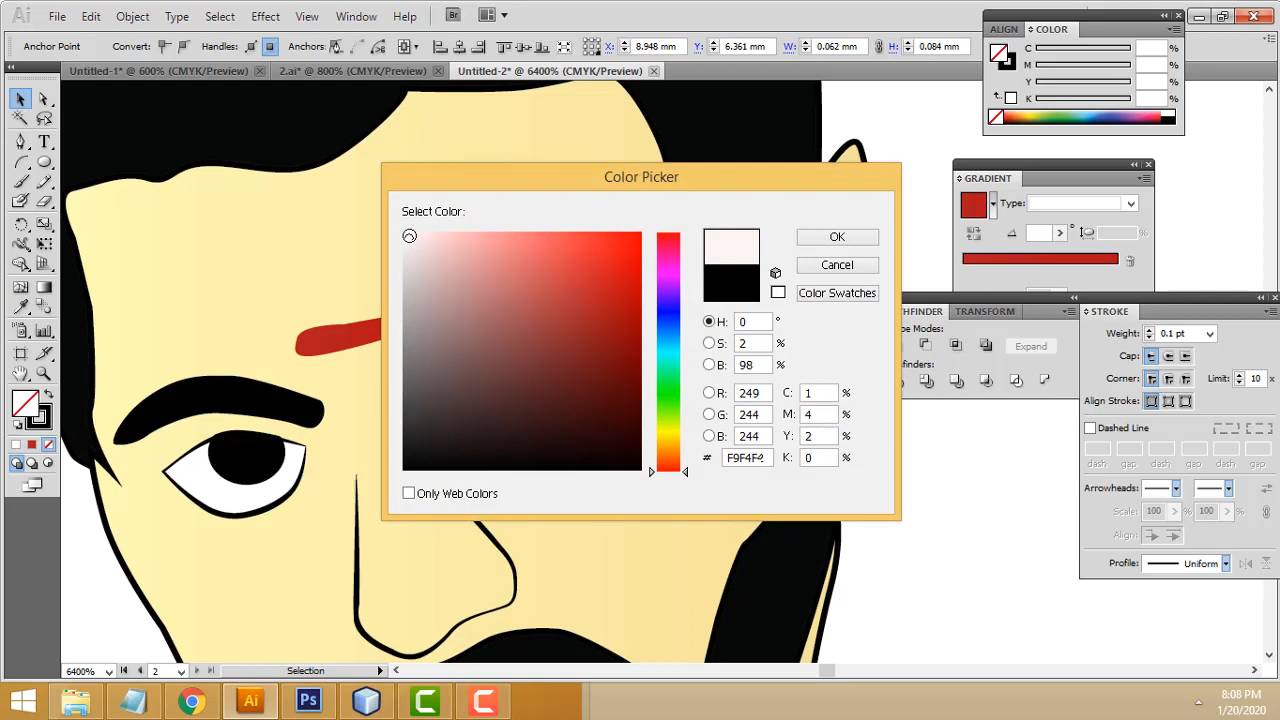 Ai File Edit Object Type Select Effect View Window Help Br
Anchor Point Convert: Handles: Anchors: X: 8.948 mm Y: 6.361 mm W: 0.062 mm H: 0.084 mm
Untitled-1* @ 600% (CMYK/Preview) 2.ai* @ 800% (CMYK/Preview) Untitled-2* @ 6400% (CMYK/Preview)
ALIGN COLOR
C %
M %
Y %
K %
GRADIENT
Type:
°
%
Color Picker
Select Color:
OK
Cancel
Color Swatches
H: 0 °
S: 2 %
B: 98 %
R: 249 C: 1 %
G: 244 M: 4 %
B: 244 Y: 2 %
# F9F4F4 K: 0 %
Only Web Colors
THFINDER TRANSFORM
pe Modes:
Expand
hfinders:
STROKE
Weight: 0.1 pt
Cap:
Corner: Limit: 10 x
Align Stroke:
Dashed Line
dash gap dash gap dash gap
Arrowheads:
Scale: 100 100 %
Align:
Profile: Uniform
6400% 2 Selection
Ai Ps C C
8:08 PM
1/20/2020